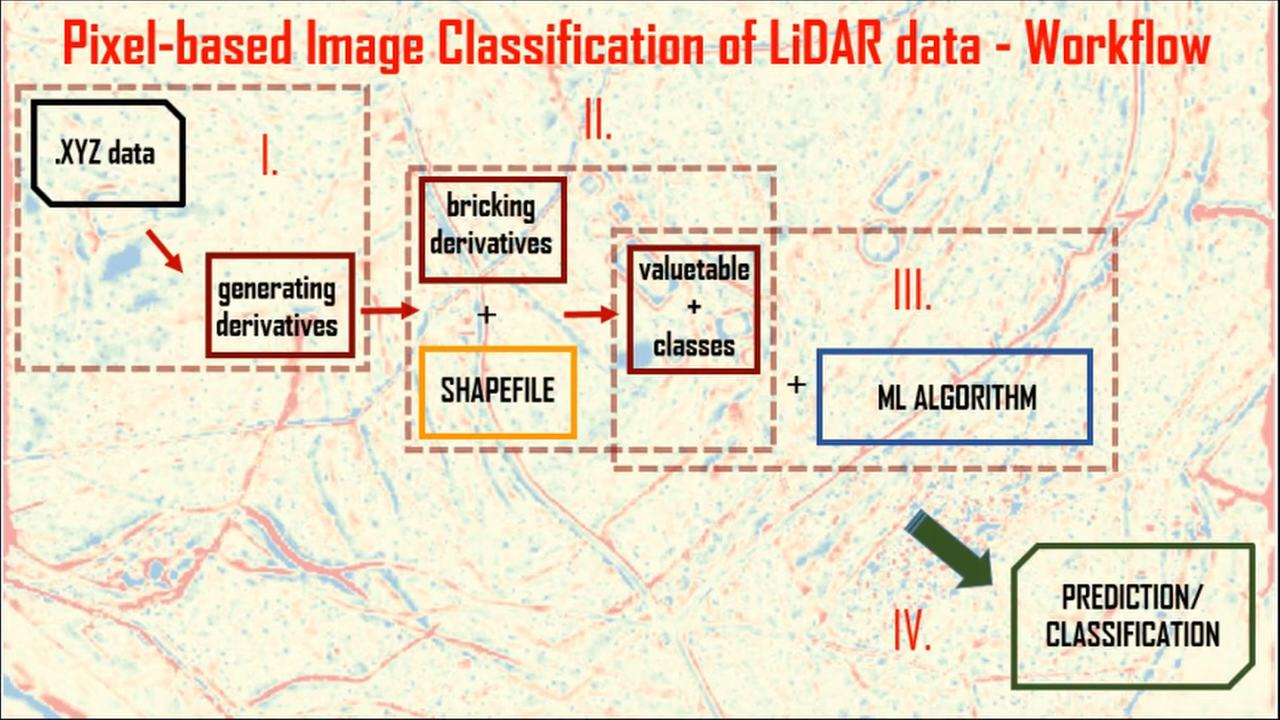 Pixel-based Image Classification of LiDAR data - Workflow
.XYZ data
I.
generating
derivatives
II.
bricking
derivatives
+
SHAPEFILE
valuetable
+
classes
III.
+
ML ALGORITHM
IV.
PREDICTION/
CLASSIFICATION